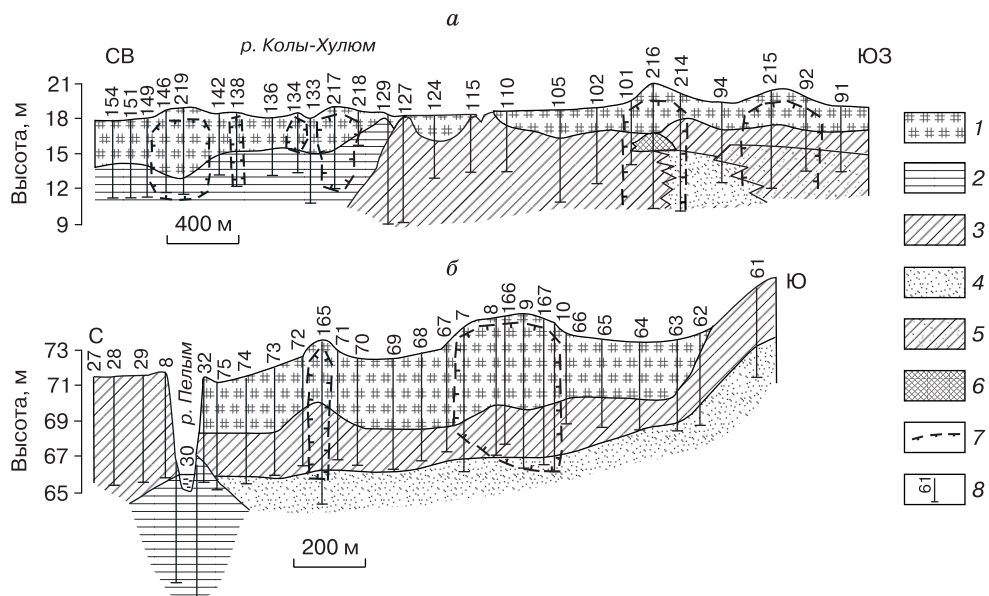 а
р. Колы-Хулюм
СВ
ЮЗ
Высота, м
21
18
15
12
9
154 151 149 146 219 142 138 136 134 133 217 218 129 127 124 115 110 105 102 101 216 214 94 215 92 91
400 м
б
С
Ю
Высота, м
73
71
69
67
65
27 28 29 8 р. Пелым 30 32 75 74 73 72 165 71 70 69 68 67 7 8 166 9 167 10 66 65 64 63 62 61
200 м
1
2
3
4
5
6
7
61 8